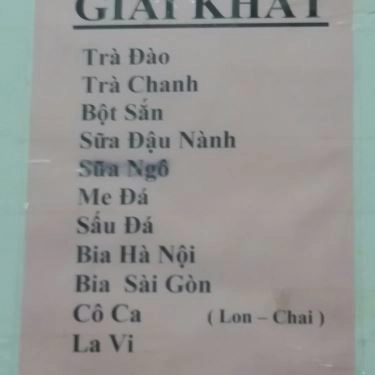 GIẢI KHÁT
Trà Đào
Trà Chanh
Bột Sắn
Sữa Đậu Nành
Sữa Ngô
Me Đá
Sấu Đá
Bia Hà Nội
Bia Sài Gòn
Cô Ca ( Lon – Chai )
La Vi